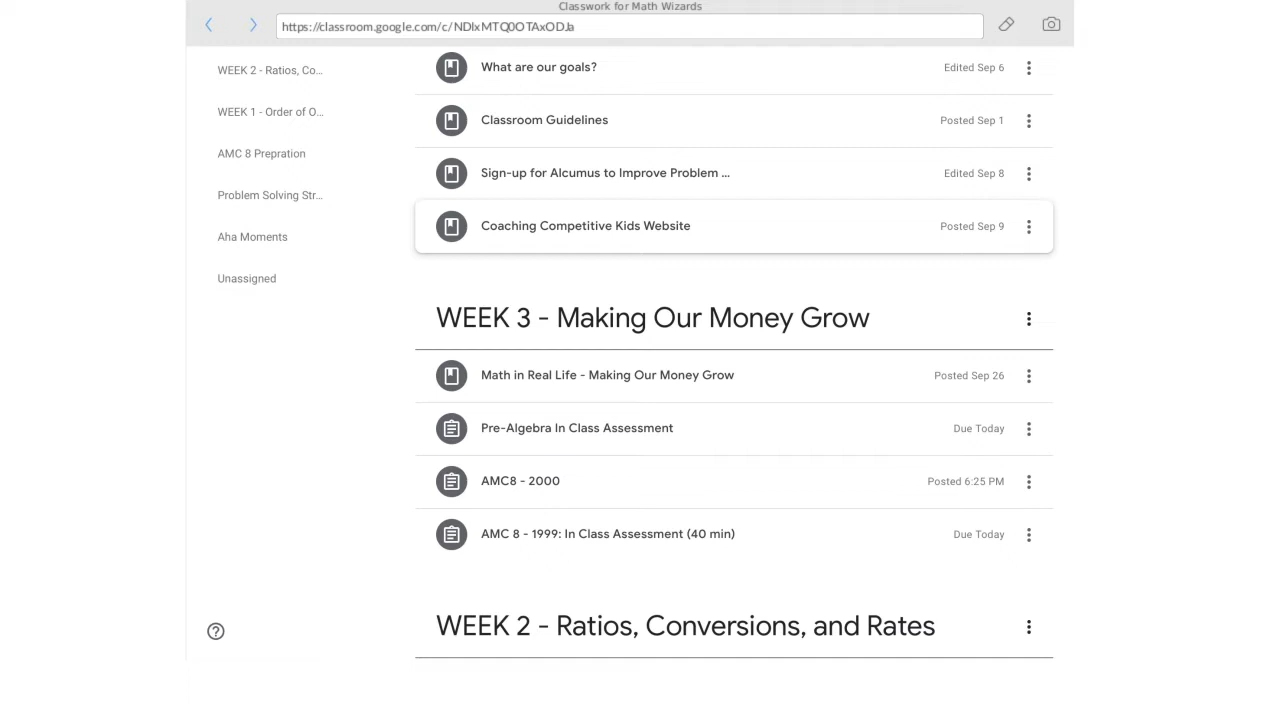 Classwork for Math Wizards
https://classroom.google.com/c/NDIxMTQ0OTAxODJa
WEEK 2 - Ratios, Co...
WEEK 1 - Order of O...
AMC 8 Prepration
Problem Solving Str...
Aha Moments
Unassigned
What are our goals?
Edited Sep 6
Classroom Guidelines
Posted Sep 1
Sign-up for Alcumus to Improve Problem ...
Edited Sep 8
Coaching Competitive Kids Website
Posted Sep 9
WEEK 3 - Making Our Money Grow
Math in Real Life - Making Our Money Grow
Posted Sep 26
Pre-Algebra In Class Assessment
Due Today
AMC8 - 2000
Posted 6:25 PM
AMC 8 - 1999: In Class Assessment (40 min)
Due Today
WEEK 2 - Ratios, Conversions, and Rates